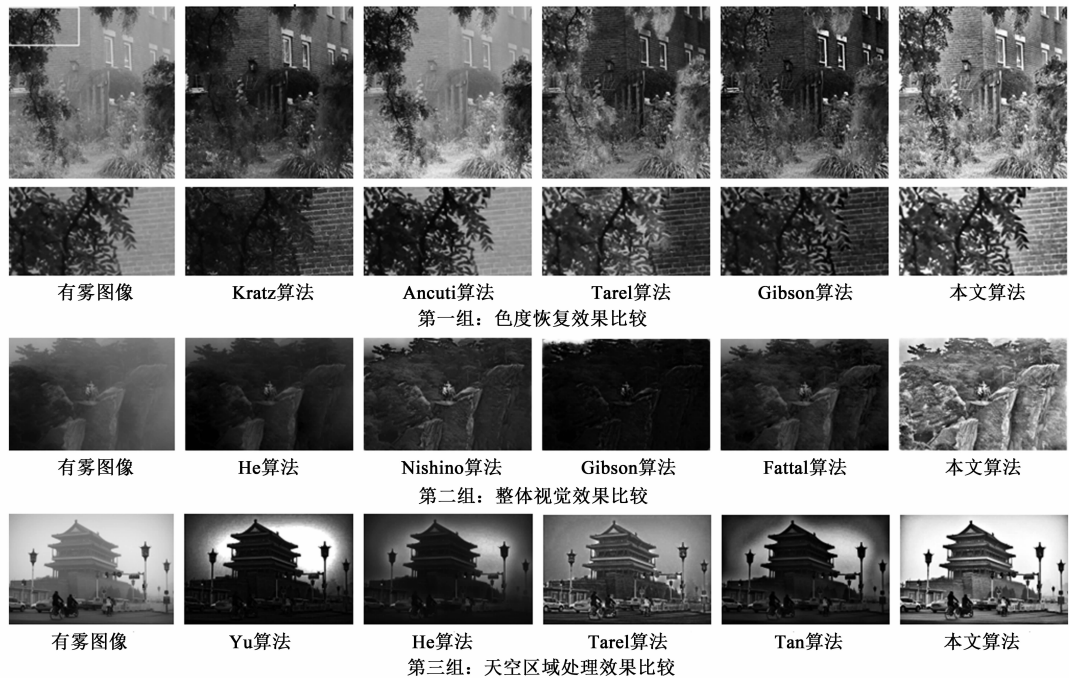 有雾图像 Kratz算法 Ancuti算法 Tarel算法 Gibson算法 本文算法
第一组：色度恢复效果比较
有雾图像 He算法 Nishino算法 Gibson算法 Fattal算法 本文算法
第二组：整体视觉效果比较
有雾图像 Yu算法 He算法 Tarel算法 Tan算法 本文算法
第三组：天空区域处理效果比较